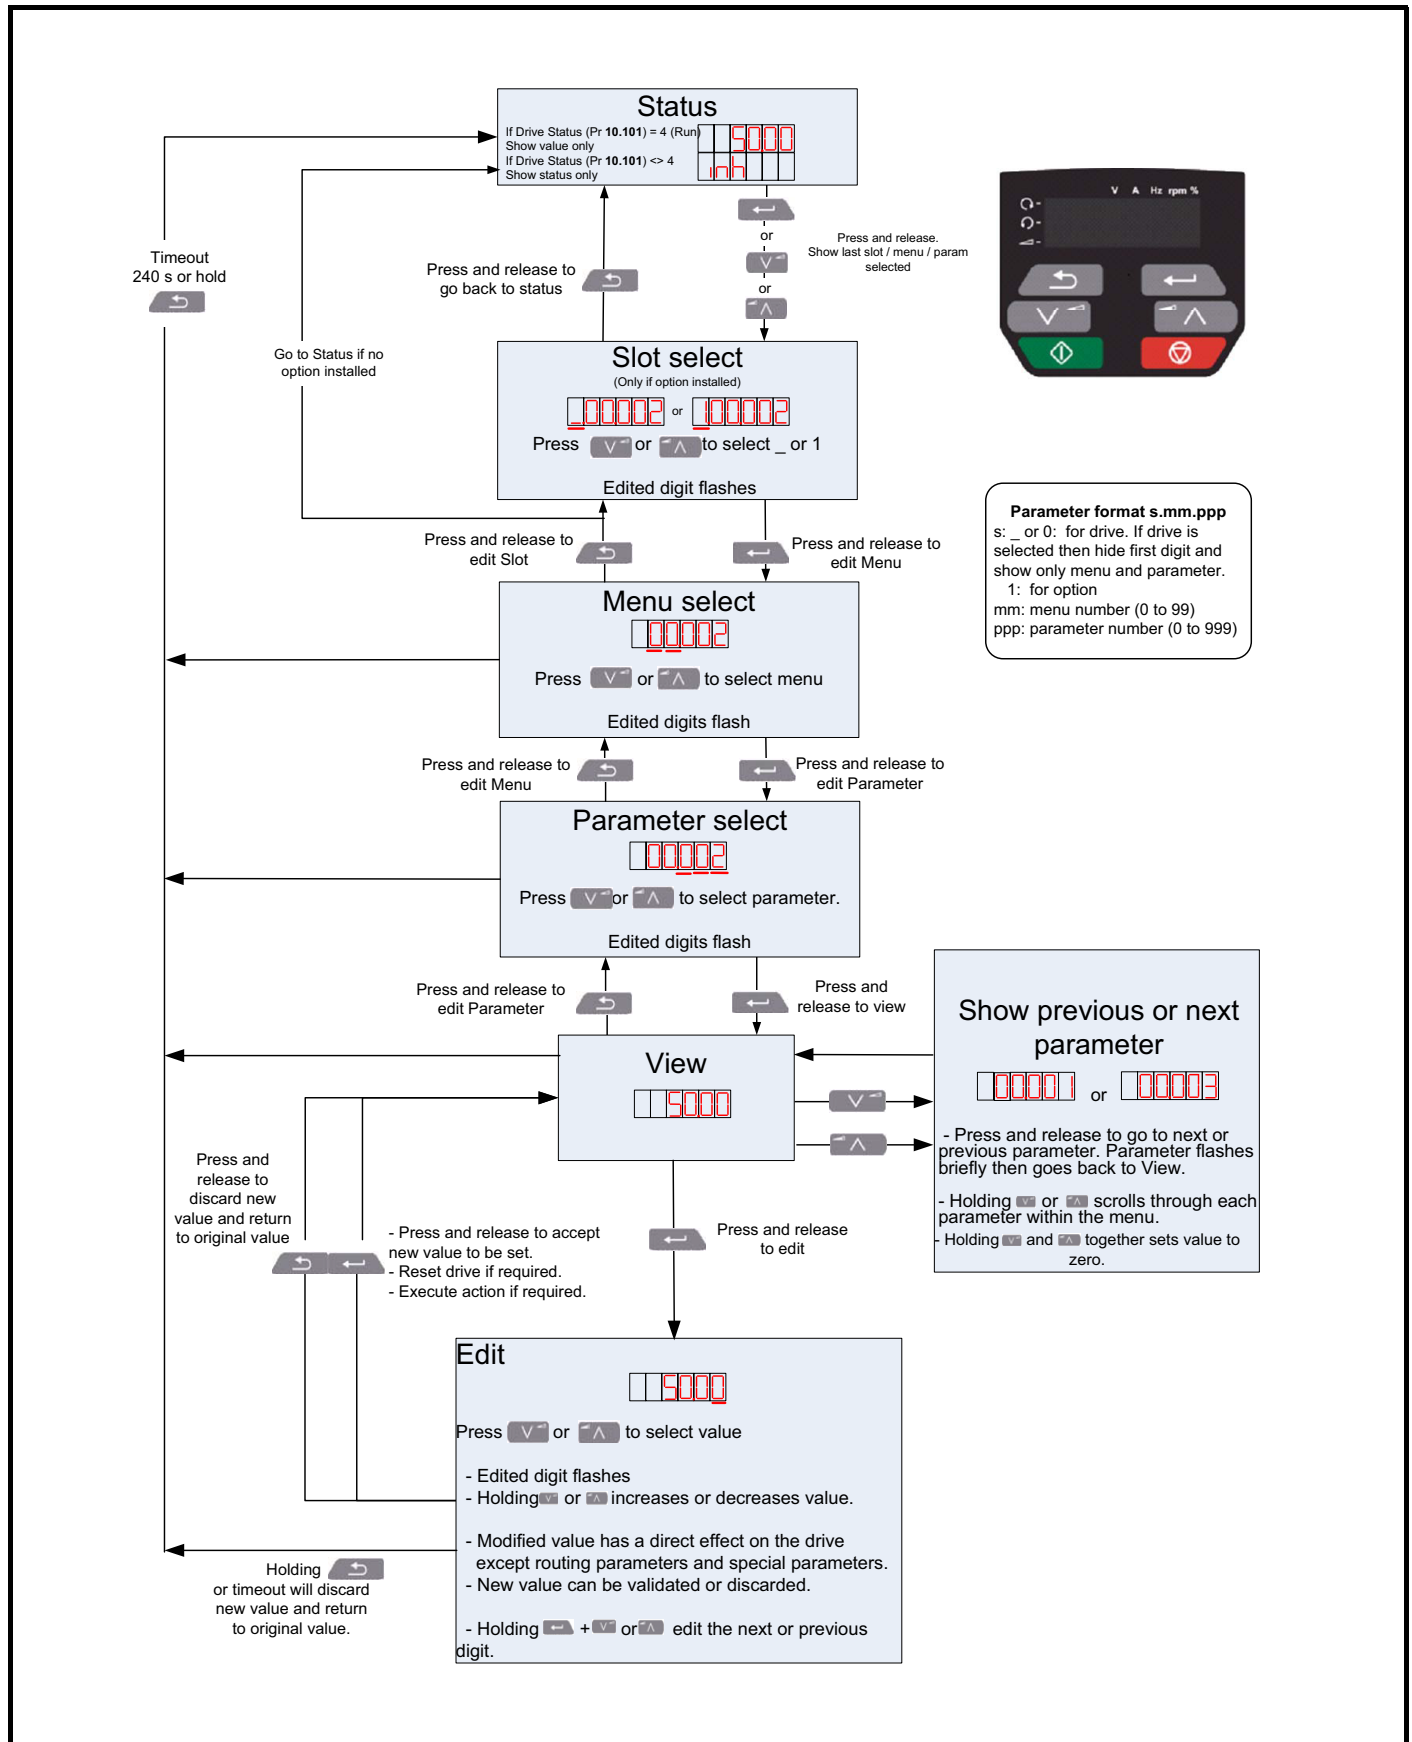 Status
If Drive Status (Pr 10.101) = 4 (Run)
Show value only
If Drive Status (Pr 10.101) <> 4
Show status only
5000
inh
V A Hz rpm %
Timeout
240 s or hold
Press and release to
go back to status
or
or
Press and release.
Show last slot / menu / param
selected
Go to Status if no
option installed
Slot select
(Only if option installed)
_00002 or 100002
Press or to select _ or 1
Edited digit flashes
Parameter format s.mm.ppp
s: _ or 0: for drive. If drive is
selected then hide first digit and
show only menu and parameter.
1: for option
mm: menu number (0 to 99)
ppp: parameter number (0 to 999)
Press and release to
edit Slot
Press and release to
edit Menu
Menu select
00002
Press or to select menu
Edited digits flash
Press and release to
edit Menu
Press and release to
edit Parameter
Parameter select
00002
Press or to select parameter.
Edited digits flash
Press and release to
edit Parameter
Press and
release to view
View
5000
Show previous or next
parameter
00001 or 00003
- Press and release to go to next or
previous parameter. Parameter flashes
briefly then goes back to View.
- Holding or scrolls through each
parameter within the menu.
- Holding and together sets value to
zero.
Press and
release to
discard new
value and return
to original value
- Press and release to accept
new value to be set.
- Reset drive if required.
- Execute action if required.
Press and release
to edit
Edit
5000
Press or to select value
- Edited digit flashes
- Holding or increases or decreases value.
- Modified value has a direct effect on the drive
except routing parameters and special parameters.
- New value can be validated or discarded.
- Holding + or edit the next or previous
digit.
Holding
or timeout will discard
new value and return
to original value.